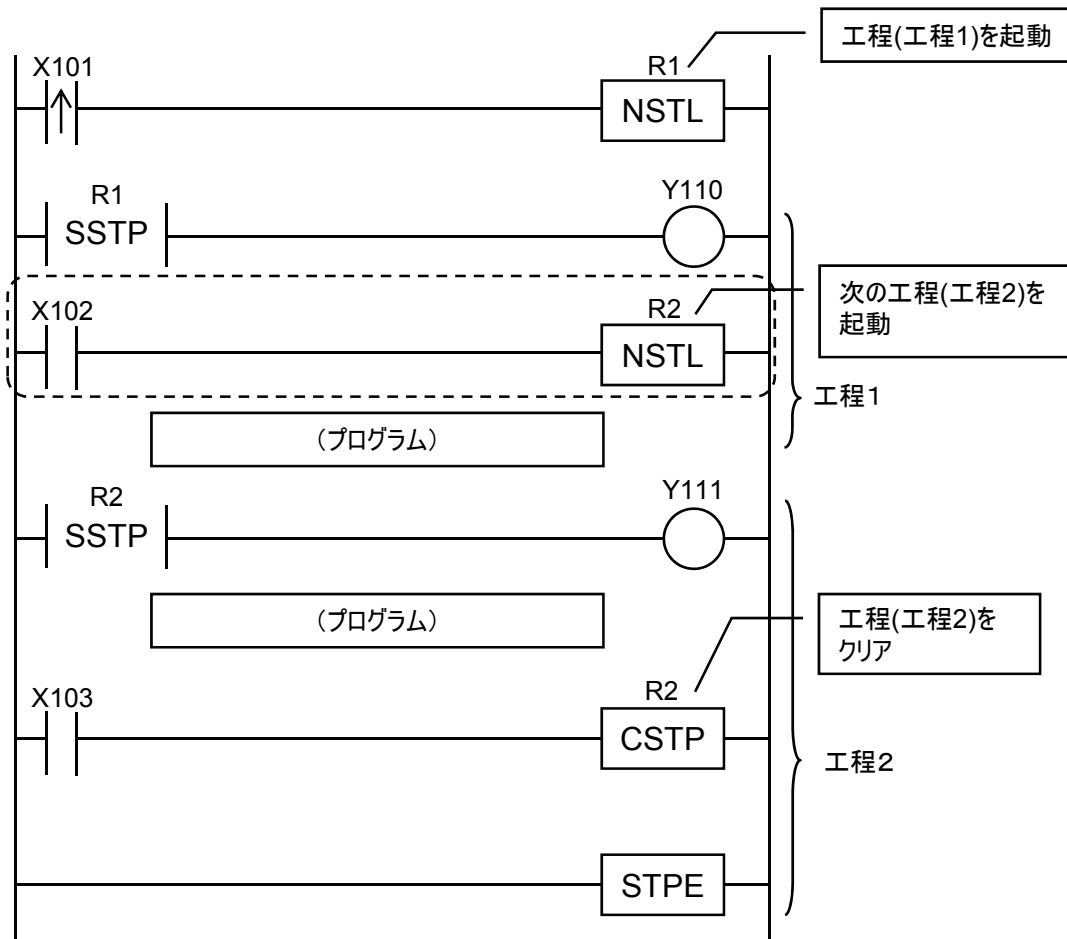 工程(工程1)を起動
X101
R1
NSTL
R1
SSTP
Y110
X102
R2
NSTL
次の工程(工程2)を
起動
工程1
（プログラム）
R2
SSTP
Y111
（プログラム）
工程(工程2)を
クリア
X103
R2
CSTP
工程2
STPE